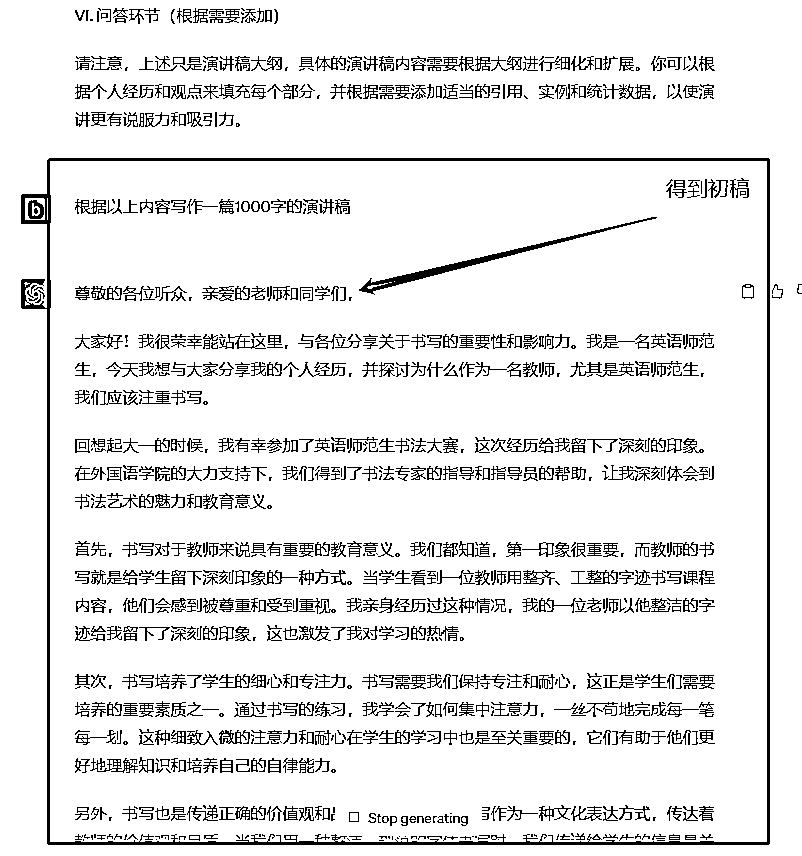 VI. 问答环节（根据需要添加）
请注意，上述只是演讲稿大纲，具体的演讲稿内容需要根据大纲进行细化和扩展。你可以根
据个人经历和观点来填充每个部分，并根据需要添加适当的引用、实例和统计数据，以使演
讲更有说服力和吸引力。
得到初稿
b
根据以上内容写作一篇1000字的演讲稿
尊敬的各位听众，亲爱的老师和同学们，
大家好！我很荣幸能站在这里，与各位分享关于书写的重要性和影响力。我是一名英语师范
生，今天我想与大家分享我的个人经历，并探讨为什么作为一名教师，尤其是英语师范生，
我们应该注重书写。
回想起大一的时候，我有幸参加了英语师范生书法大赛，这次经历给我留下了深刻的印象。
在外国语学院的大力支持下，我们得到了书法专家的指导和指导员的帮助，让我深刻体会到
书法艺术的魅力和教育意义。
首先，书写对于教师来说具有重要的教育意义。我们都知道，第一印象很重要，而教师的书
写就是给学生留下深刻印象的一种方式。当学生看到一位教师用整齐、工整的字迹书写课程
内容，他们会感到被尊重和受到重视。我亲身经历过这种情况，我的一位老师以他整洁的字
迹给我留下了深刻的印象，这也激发了我对学习的热情。
其次，书写培养了学生的细心和专注力。书写需要我们保持专注和耐心，这正是学生们需要
培养的重要素质之一。通过书写的练习，我学会了如何集中注意力，一丝不苟地完成每一笔
每一划。这种细致入微的注意力和耐心在学生的学习中也是至关重要的，它们有助于他们更
好地理解知识和培养自己的自律能力。
另外，书写也是传递正确的价值观和 Stop generating 写作为一种文化表达方式，传达着